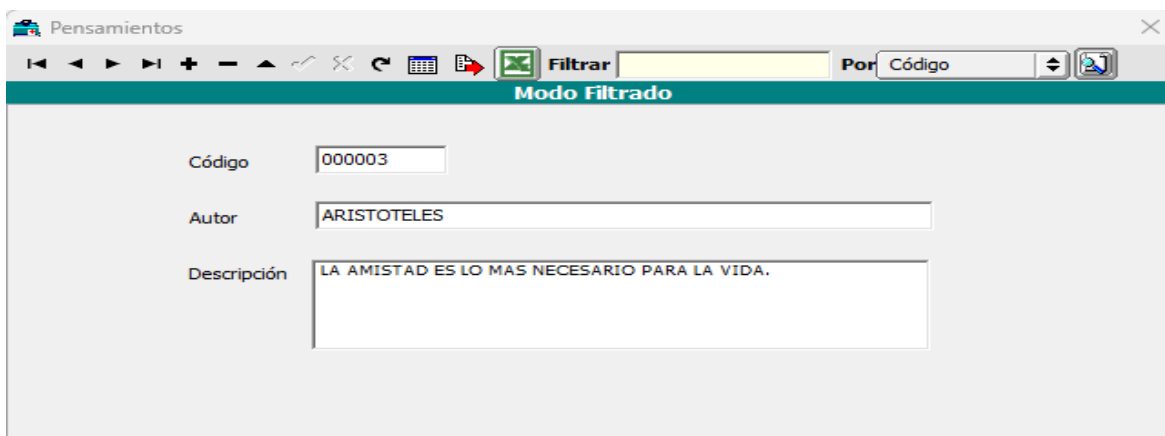 Pensamientos
Filtrar Por Código
Modo Filtrado
Código 000003
Autor ARISTOTELES
Descripción LA AMISTAD ES LO MAS NECESARIO PARA LA VIDA.